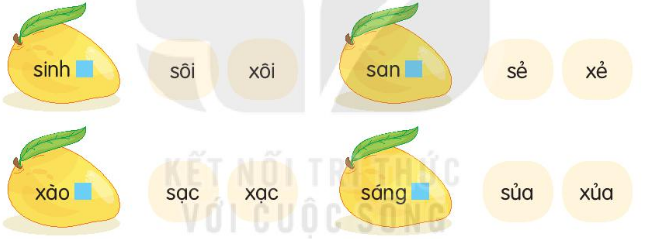 sinh sôi xôi san sẻ xẻ
KẾT NỐI TRI THỨC
xào sạc xạc sáng sủa xủa
VỚI CUỘC SỐNG